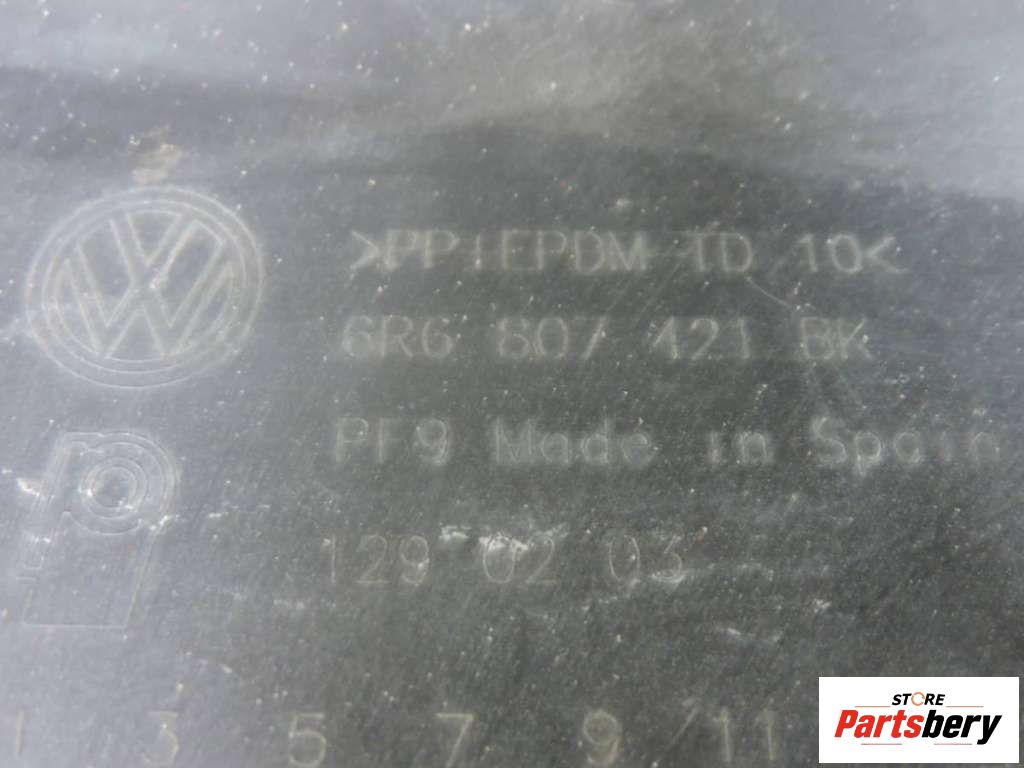 >PP+EPDM TD 10<
6R6 807 421 BK
PF9 Made in Spain
129 02 03
1 3 5 7 9 11
STORE
Partsbery